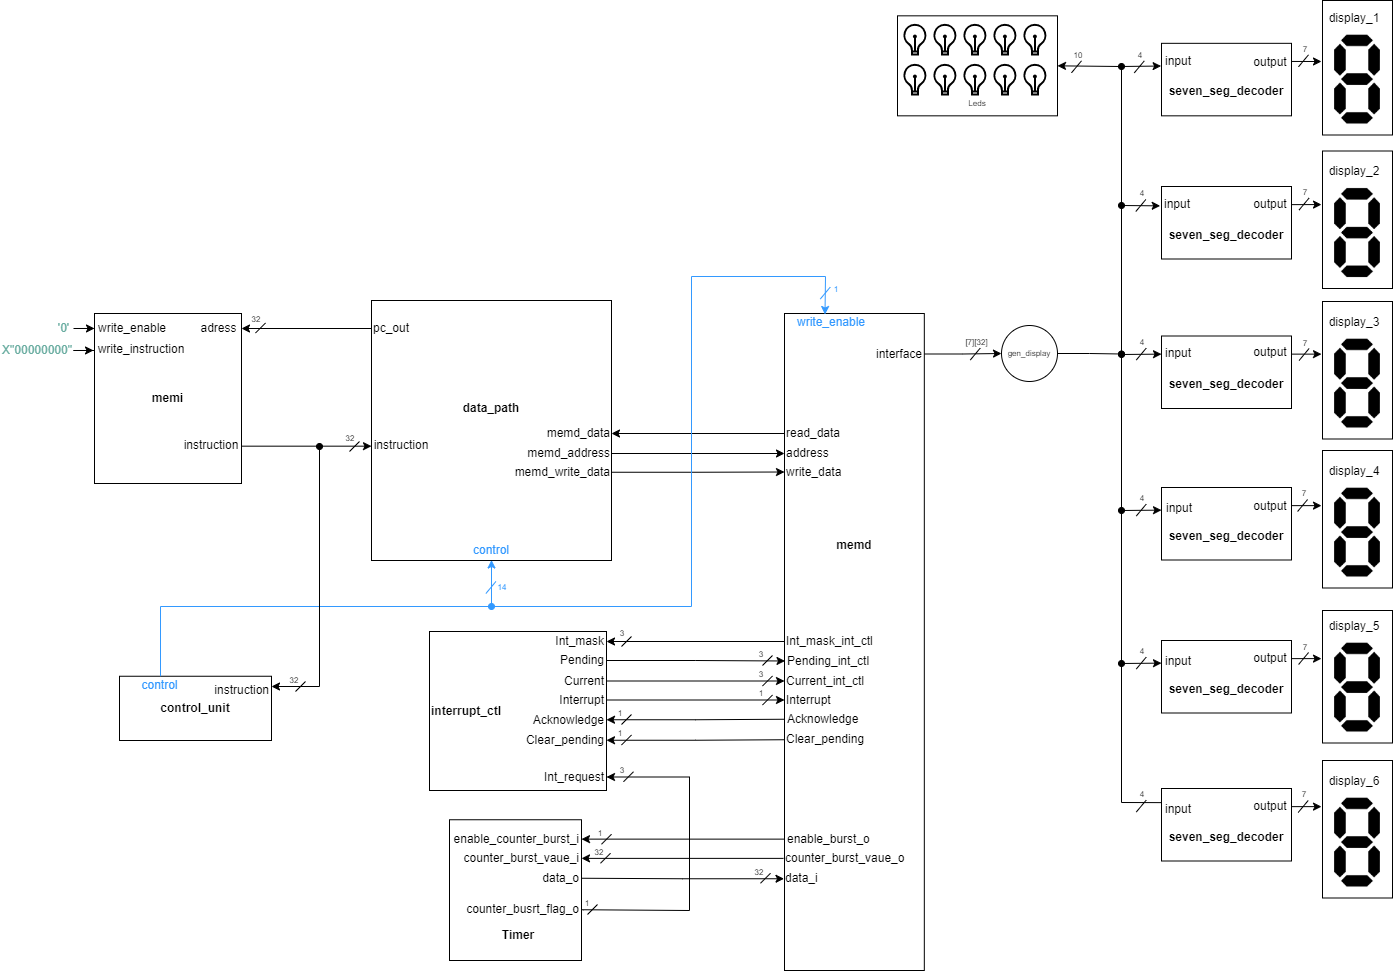 display_1
10
4
input
output
7
seven_seg_decoder
Leds
display_2
4
input
output
7
seven_seg_decoder
1
write_enable
'0'
write_enable
adress
32
pc_out
X"00000000"
write_instruction
memi
instruction
32
instruction
data_path
memd_data
memd_address
memd_write_data
control
14
interface
[7][32]
gen_display
read_data
address
write_data
memd
display_3
4
input
output
7
seven_seg_decoder
display_4
4
input
output
7
seven_seg_decoder
control
instruction
32
control_unit
Int_mask
3
Int_mask_int_ctl
Pending
3
Pending_int_ctl
Current
3
Current_int_ctl
Interrupt
1
Interrupt
interrupt_ctl
Acknowledge
1
Acknowledge
Clear_pending
1
Clear_pending
Int_request
3
display_5
4
input
output
7
seven_seg_decoder
display_6
4
input
output
7
seven_seg_decoder
enable_counter_burst_i
1
enable_burst_o
counter_burst_vaue_i
32
counter_burst_vaue_o
data_o
32
data_i
counter_busrt_flag_o
1
Timer